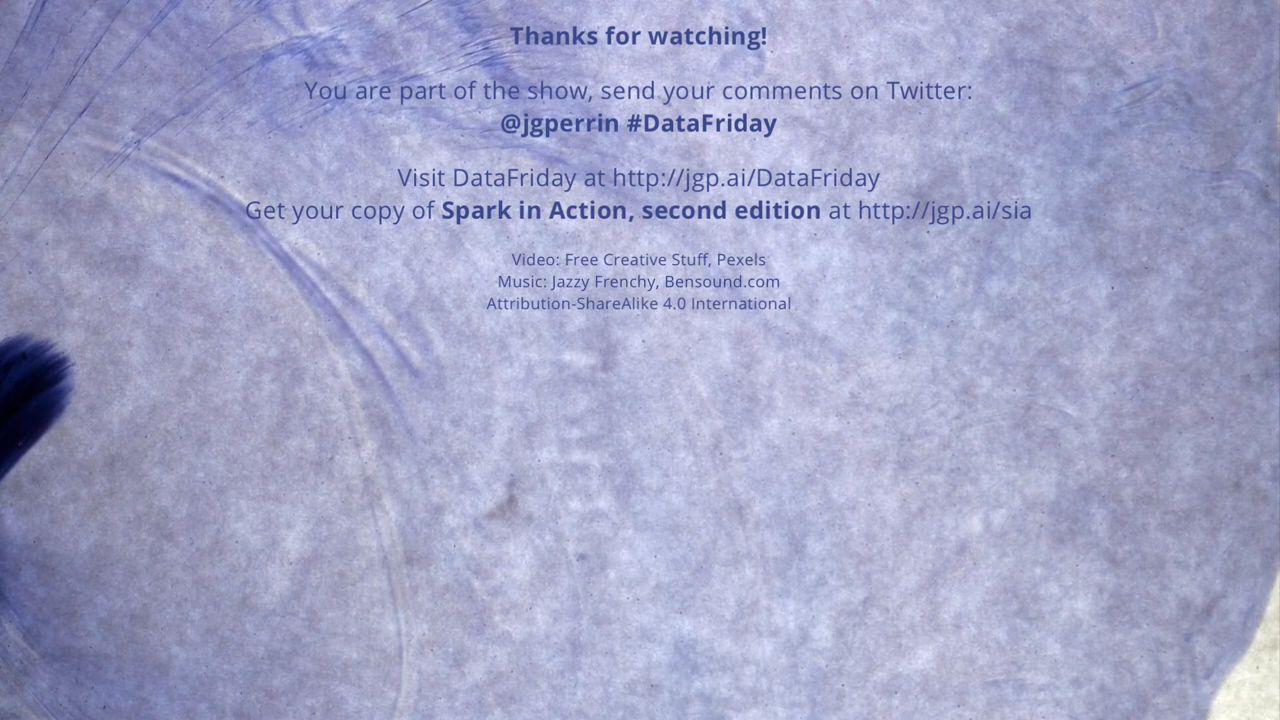 Thanks for watching!
You are part of the show, send your comments on Twitter:
@jgperrin #DataFriday
Visit DataFriday at http://jgp.ai/DataFriday
Get your copy of Spark in Action, second edition at http://jgp.ai/sia
Video: Free Creative Stuff, Pexels
Music: Jazzy Frenchy, Bensound.com
Attribution-ShareAlike 4.0 International